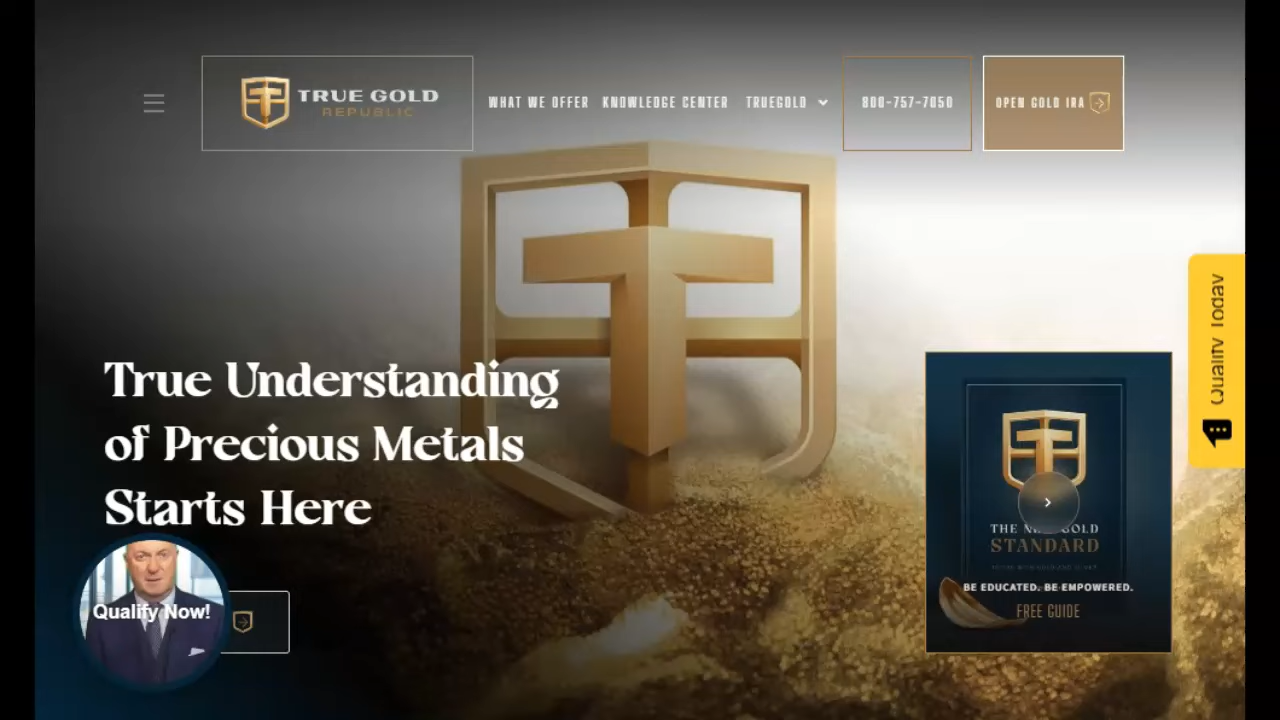 TRUE GOLD
REPUBLIC
WHAT WE OFFER
KNOWLEDGE CENTER
TRUEGOLD
800-757-7050
OPEN GOLD IRA
Qualify Today
True Understanding
of Precious Metals
Starts Here
THE NEW GOLD
STANDARD
BE EDUCATED. BE EMPOWERED.
FREE GUIDE
Qualify Now!